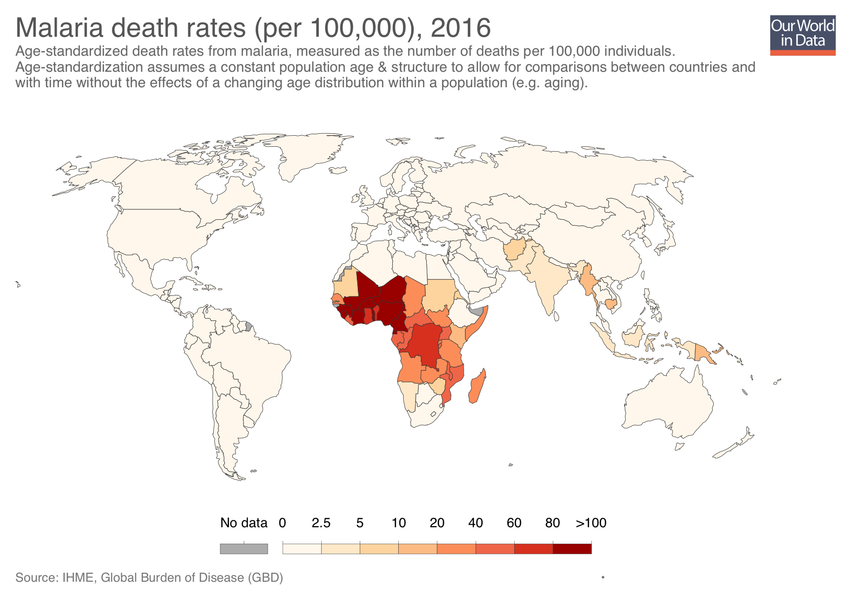 Malaria death rates (per 100,000), 2016
Our World
in Data
Age-standardized death rates from malaria, measured as the number of deaths per 100,000 individuals.
Age-standardization assumes a constant population age & structure to allow for comparisons between countries and
with time without the effects of a changing age distribution within a population (e.g. aging).
No data 0 2.5 5 10 20 40 60 80 >100
Source: IHME, Global Burden of Disease (GBD)